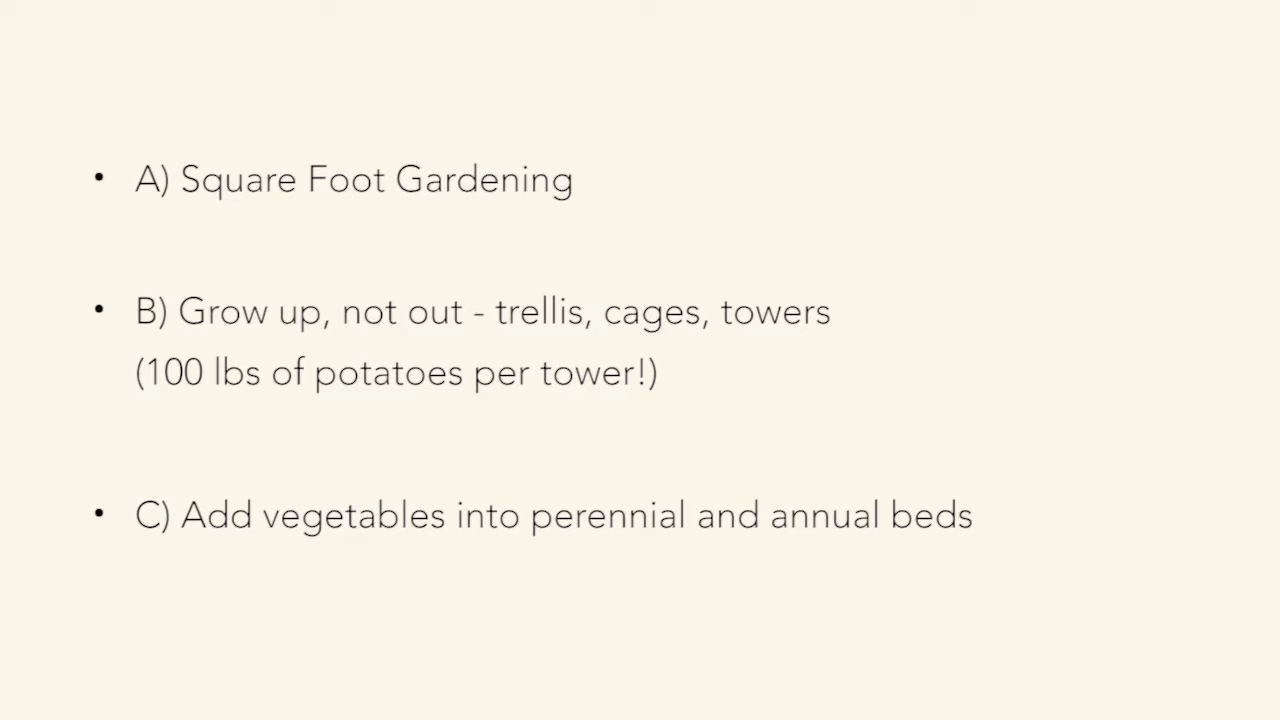 • A) Square Foot Gardening
• B) Grow up, not out - trellis, cages, towers
(100 lbs of potatoes per tower!)
• C) Add vegetables into perennial and annual beds